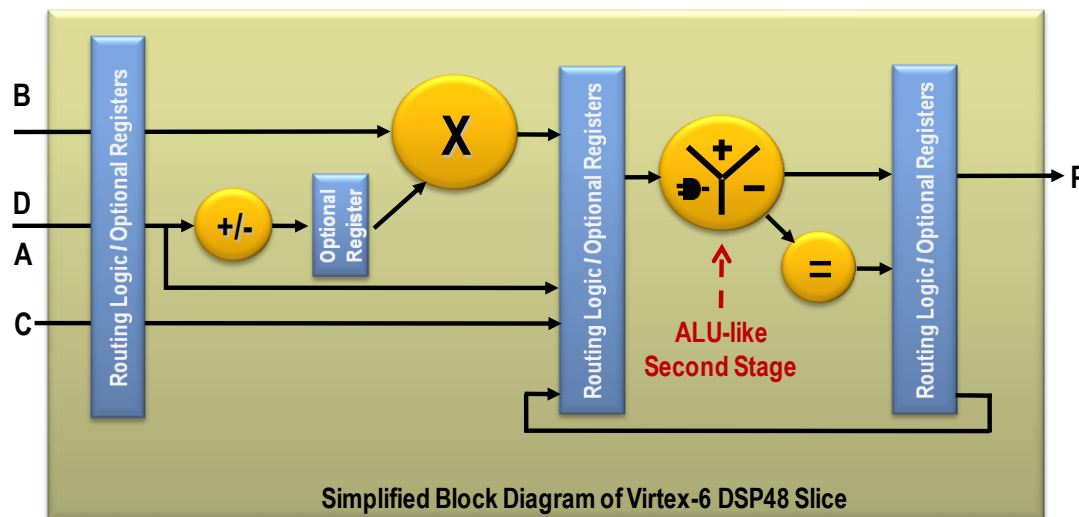 B
D
A
C
Routing Logic / Optional Registers
+/-
Optional
Register
X
Routing Logic / Optional Registers
+
−
=
ALU-like
Second Stage
Routing Logic / Optional Registers
P
Simplified Block Diagram of Virtex-6 DSP48 Slice